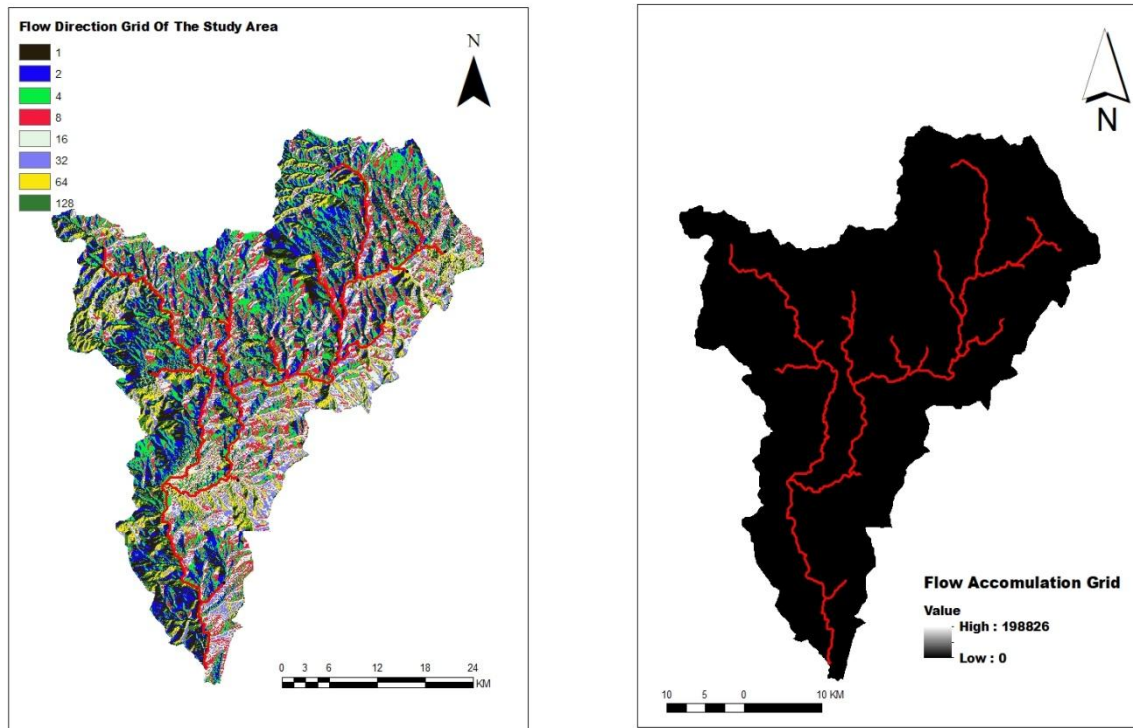 Flow Direction Grid Of The Study Area
1
2
4
8
16
32
64
128
N
0 3 6 12 18 24
KM
N
Flow Accomulation Grid
Value
High : 198826
Low : 0
10 5 0 10 KM